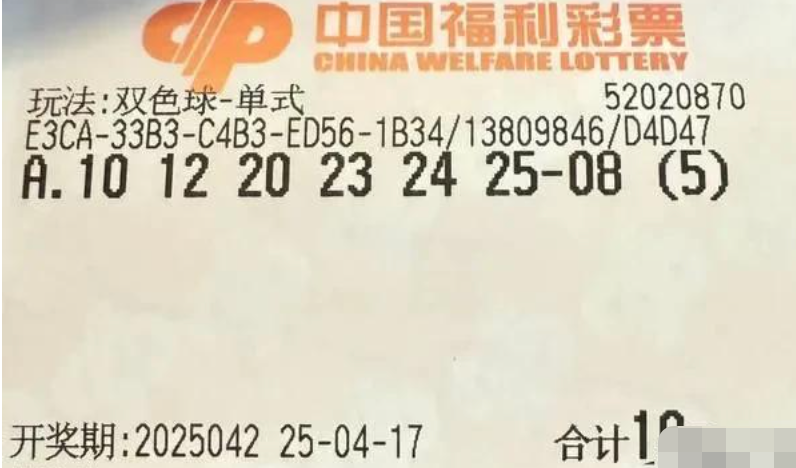 中国福利彩票
CHINA WELFARE LOTTERY
玩法:双色球-单式 52020870
E3CA-33B3-C4B3-ED56-1B34/13809846/D4D47
A.10 12 20 23 24 25-08 (5)
开奖期:2025042 25-04-17 合计